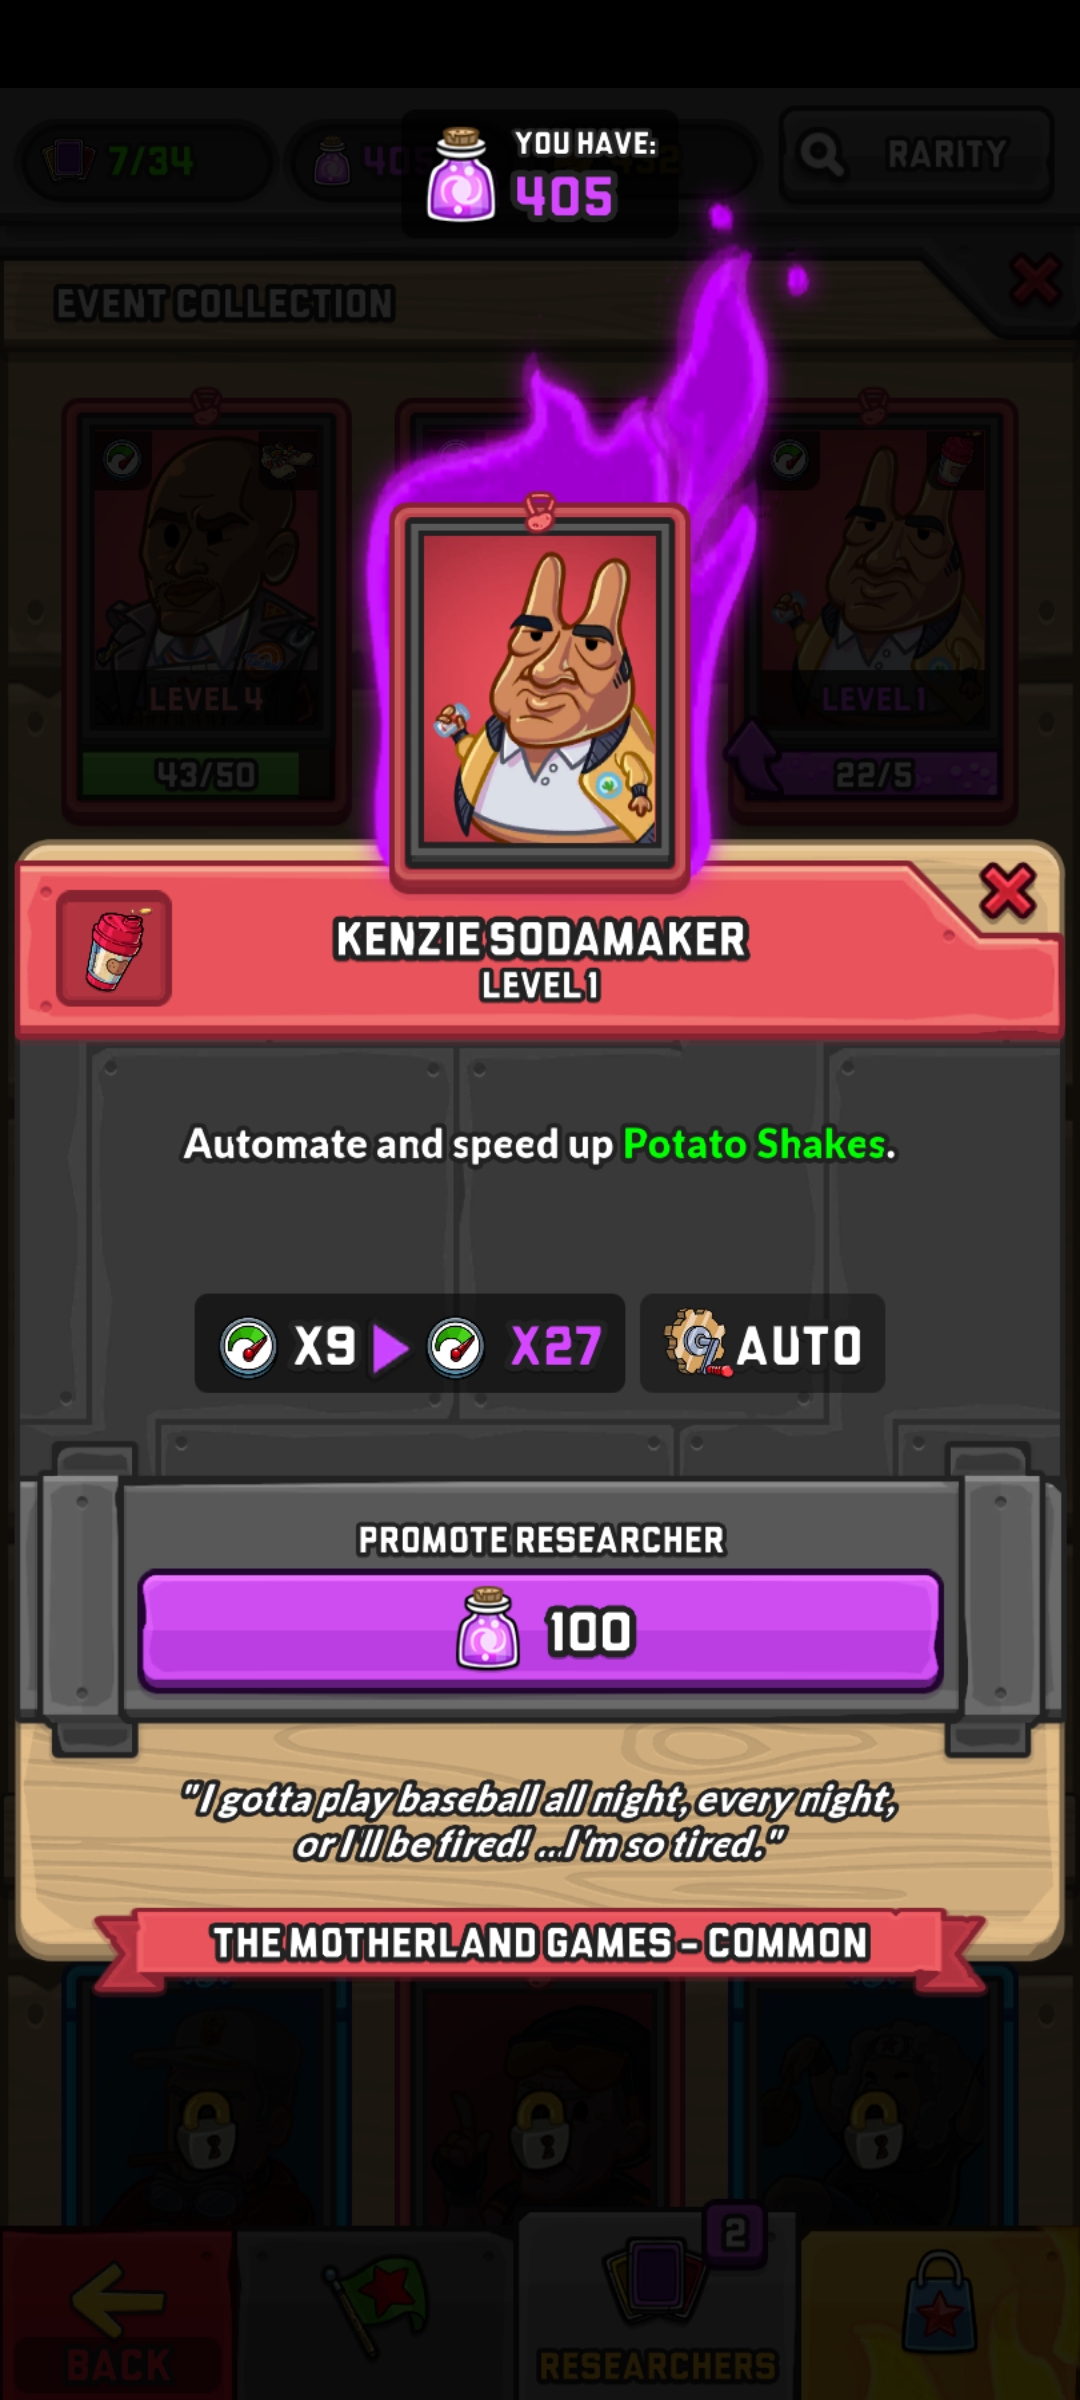 7/34
YOU HAVE:
405
RARITY
EVENT COLLECTION
LEVEL 4
43/50
LEVEL 1
22/5
KENZIE SODAMAKER
LEVEL 1
Automate and speed up Potato Shakes.
X9 X27 AUTO
PROMOTE RESEARCHER
100
"I gotta play baseball all night, every night,
or I'll be fired! ...I'm so tired."
THE MOTHERLAND GAMES - COMMON
2
BACK
RESEARCHERS